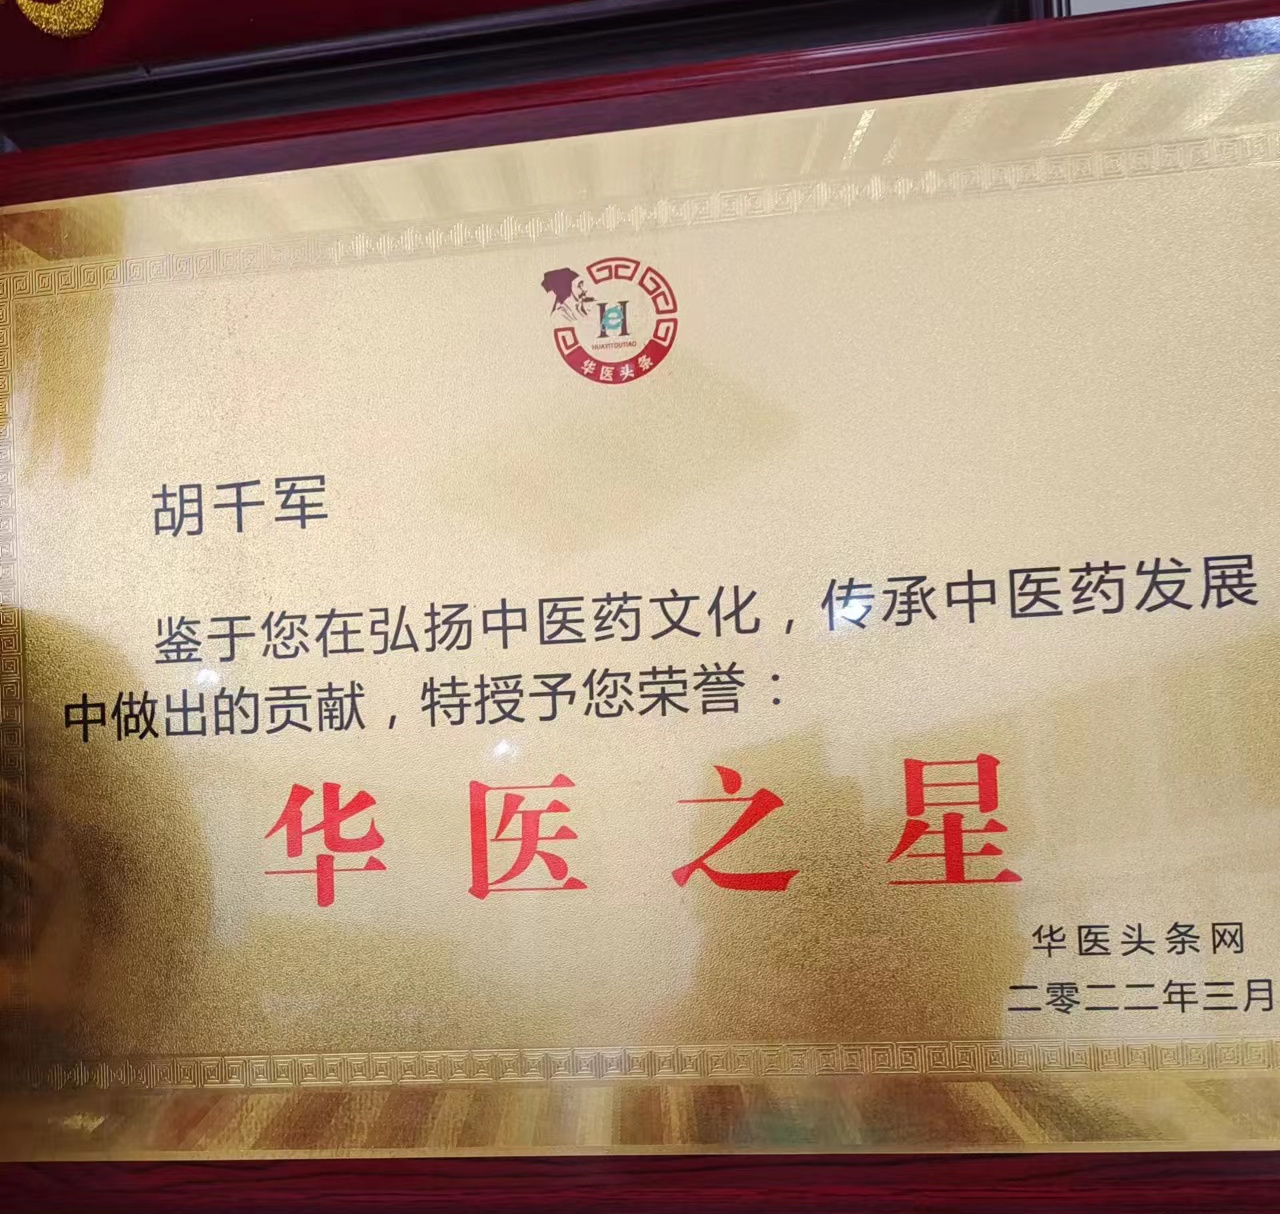 He
HUAYITOUTIAO
华医头条
胡千军
鉴于您在弘扬中医药文化，传承中医药发展
中做出的贡献，特授予您荣誉：
华医之星
华医头条网
二零二二年三月